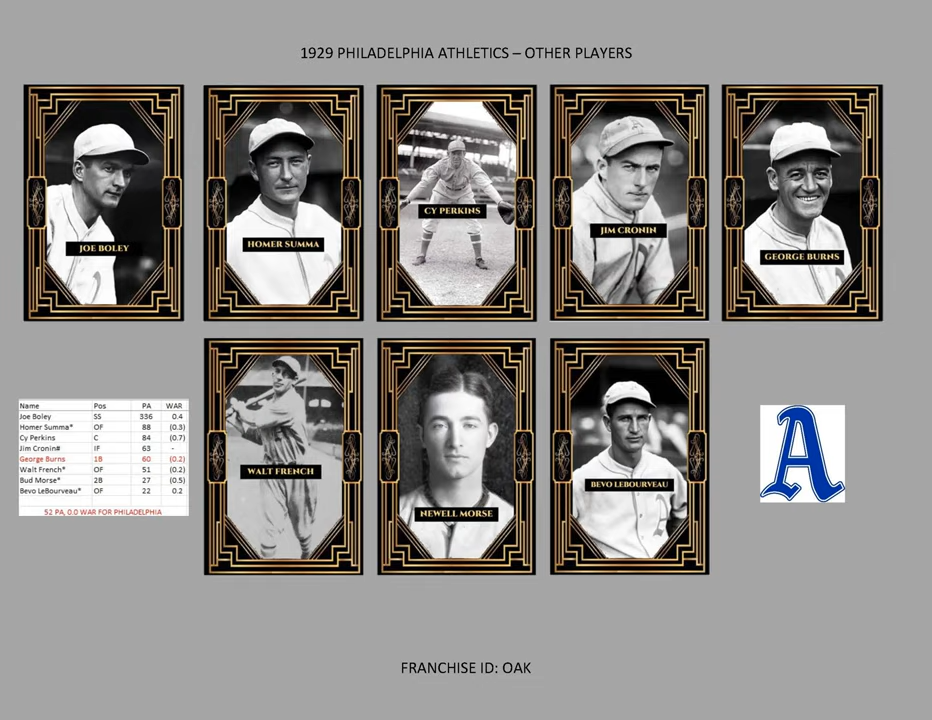 1929 PHILADELPHIA ATHLETICS – OTHER PLAYERS
JOE BOLEY
HOMER SUMMA
CY PERKINS
JIM CRONIN
GEORGE BURNS
WALT FRENCH
NEWELL MORSE
BEVO LEBOURVEAU
Name Pos PA WAR
Joe Boley SS 336 0.4
Homer Summa* OF 88 (0.3)
Cy Perkins C 84 (0.7)
Jim Cronin# IF 63 -
George Burns 1B 60 (0.2)
Walt French* OF 51 (0.2)
Bud Morse* 2B 27 (0.5)
Bevo LeBourveau* OF 22 0.2
52 PA, 0.0 WAR FOR PHILADELPHIA
A
FRANCHISE ID: OAK